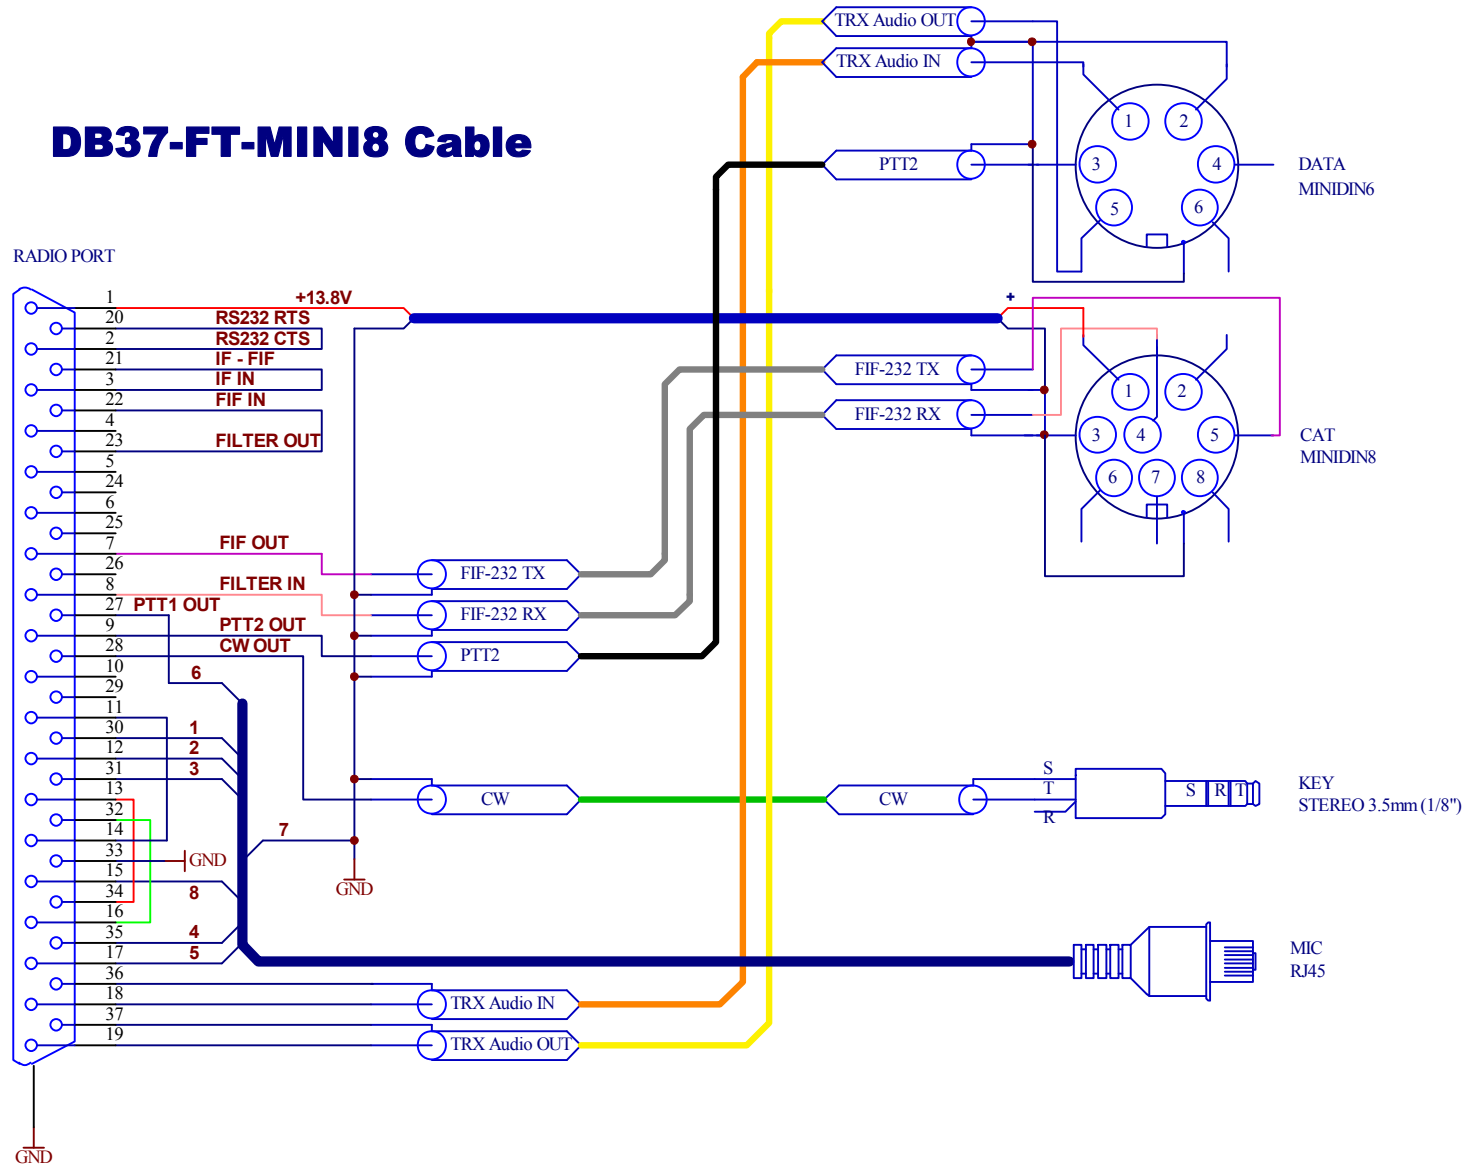 DB37-FT-MINI8 Cable
TRX Audio OUT
TRX Audio IN
PTT2
1
2
3
4
5
6
DATA
MINIDIN6
RADIO PORT
1
+13.8V
20
RS232 RTS
2
RS232 CTS
21
IF - FIF
3
IF IN
22
FIF IN
4
23
FILTER OUT
5
24
6
25
7
FIF OUT
26
8
FILTER IN
27
PTT1 OUT
9
PTT2 OUT
28
CW OUT
10
6
29
11
30
1
12
2
31
3
13
32
14
7
33
GND
15
8
34
16
35
4
17
5
36
18
37
19
GND
GND
FIF-232 TX
FIF-232 RX
PTT2
CW
TRX Audio IN
TRX Audio OUT
+
FIF-232 TX
FIF-232 RX
1
2
3
4
5
6
7
8
CAT
MINIDIN8
CW
S
T
R
S R T
KEY
STEREO 3.5mm (1/8")
MIC
RJ45